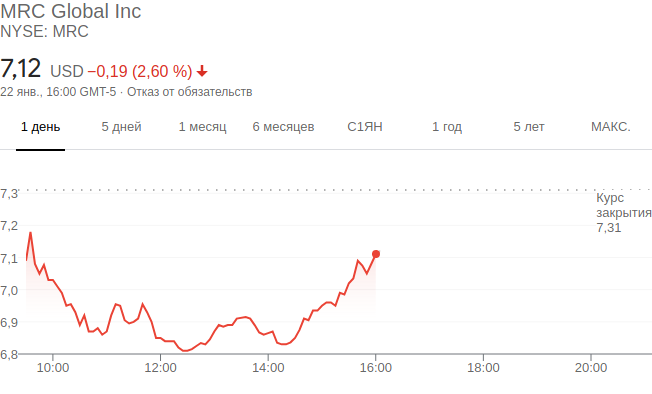 MRC Global Inc
NYSE: MRC
7,12 USD −0,19 (2,60 %)
22 янв., 16:00 GMT-5 · Отказ от обязательств
1 день 5 дней 1 месяц 6 месяцев С1ЯН 1 год 5 лет МАКС.
7,3
Курс
закрытия
7,31
7,2
7,1
7,0
6,9
6,8
10:00 12:00 14:00 16:00 18:00 20:00